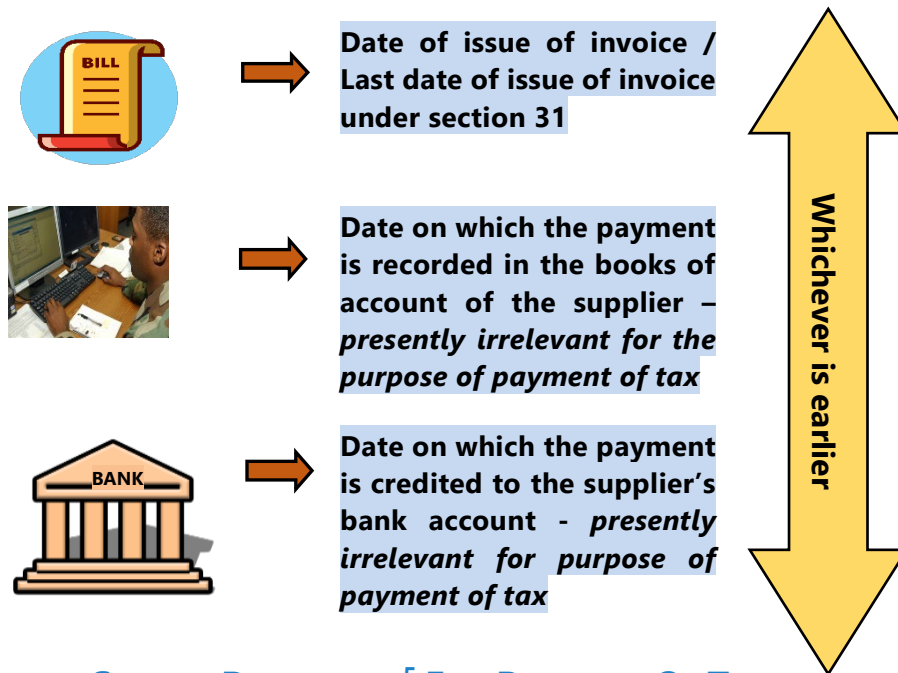 BILL
Date of issue of invoice /
Last date of issue of invoice
under section 31
Date on which the payment
is recorded in the books of
account of the supplier –
presently irrelevant for the
purpose of payment of tax
BANK
Date on which the payment
is credited to the supplier's
bank account - presently
irrelevant for purpose of
payment of tax
Whichever is earlier